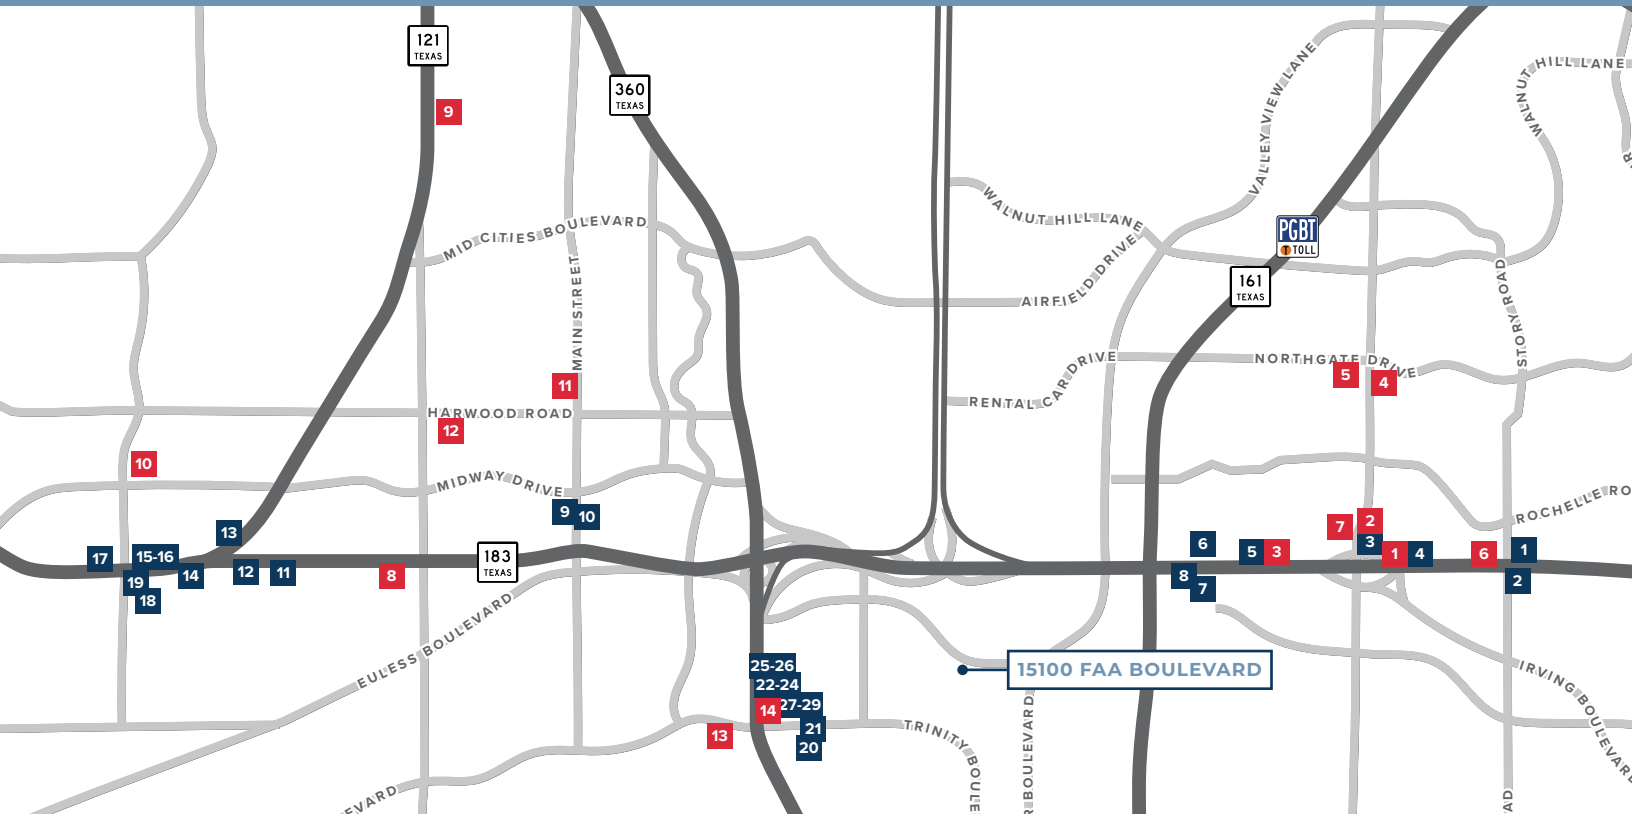 121
TEXAS
360
TEXAS
9
HILL LANE
WALNUT
VALLEY VIEW LANE
WALNUT HILL LANE
MID CITIES BOULEVARD
AIRFIELD DRIVE
PGBT
T TOLL
161
TEXAS
STORY ROAD
MAIN STREET
RENTAL CAR DRIVE
NORTHGATE DRIVE
5
4
11
HARWOOD ROAD
12
10
MIDWAY DRIVE
9
10
ROCHELLE RO
7
2
3
13
17
15-16
14
19
18
12
11
8
183
TEXAS
6
5
3
8
7
1
4
6
1
2
EULESS BOULEVARD
25-26
22-24
27-29
14
21
20
13
15100 FAA BOULEVARD
IRVING BOULEVARD
TRINITY BOULE
R BOULEVARD
EVARD
AD